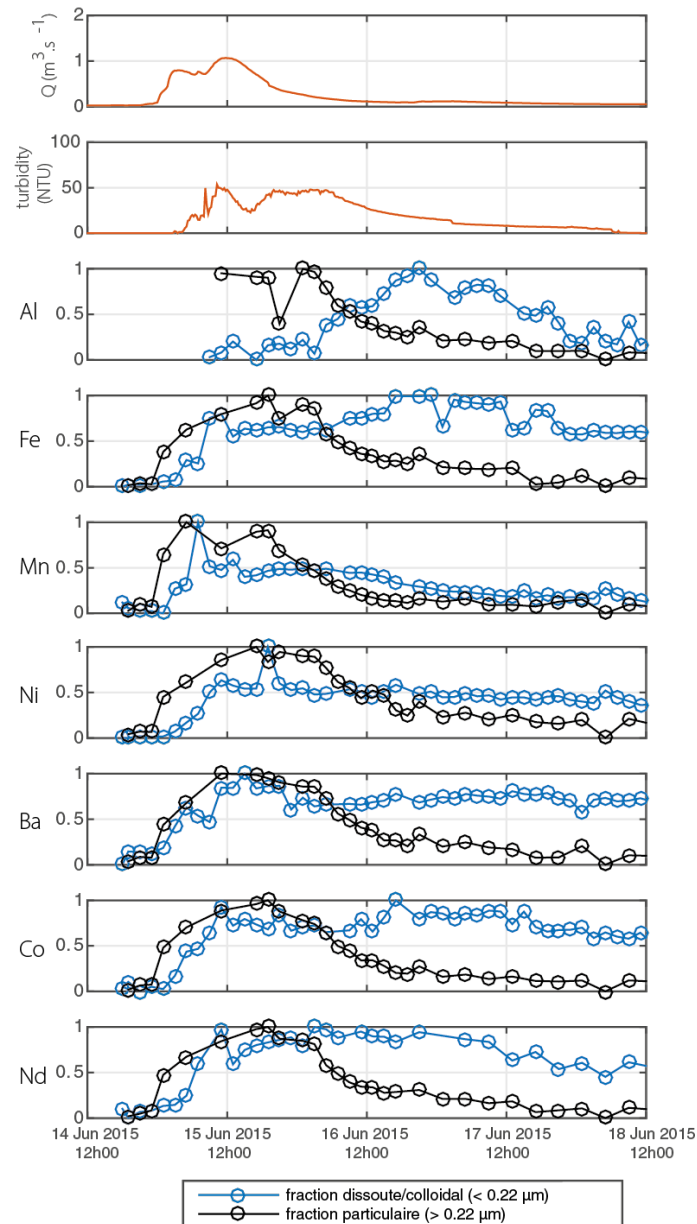 2
Q (m³.s⁻¹)
1
0
100
turbidity
(NTU)
50
0
1
Al
0.5
0
1
Fe
0.5
0
1
Mn
0.5
0
1
Ni
0.5
0
1
Ba
0.5
0
1
Co
0.5
0
1
Nd
0.5
0
14 Jun 2015 15 Jun 2015 16 Jun 2015 17 Jun 2015 18 Jun 2015
12h00 12h00 12h00 12h00 12h00
fraction dissoute/colloidal (< 0.22 µm)
fraction particulaire (> 0.22 µm)